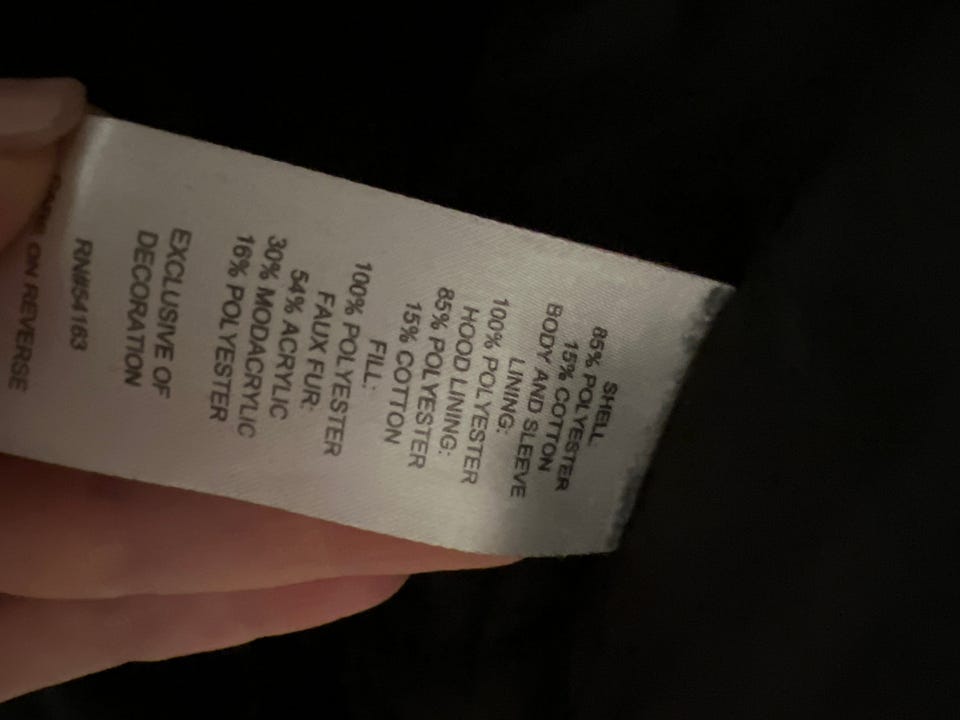 SHELL
85% POLYESTER
15% COTTON
BODY AND SLEEVE
LINING:
100% POLYESTER
HOOD LINING:
85% POLYESTER
15% COTTON
FILL:
100% POLYESTER
FAUX FUR:
54% ACRYLIC
30% MODACRYLIC
16% POLYESTER
EXCLUSIVE OF
DECORATION
RN#54163
CARE ON REVERSE